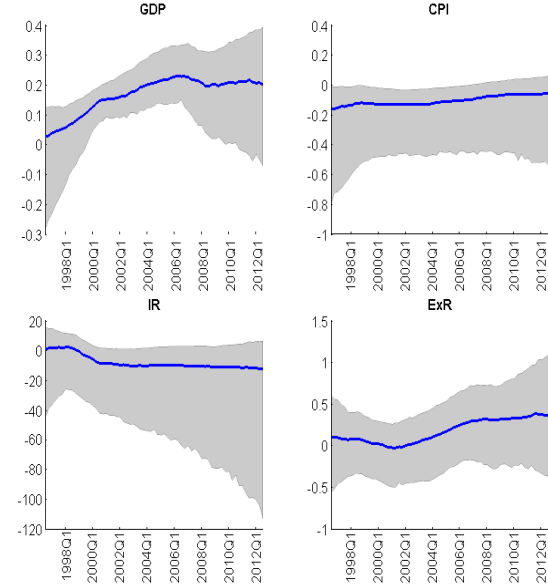 GDP
0.4
0.3
0.2
0.1
0
-0.1
-0.2
-0.3
1998Q1
2000Q1
2002Q1
2004Q1
2006Q1
2008Q1
2010Q1
2012Q1
CPI
0.4
0.2
0
-0.2
-0.4
-0.6
-0.8
-1
1998Q1
2000Q1
2002Q1
2004Q1
2006Q1
2008Q1
2010Q1
2012Q1
IR
20
0
-20
-40
-60
-80
-100
-120
1998Q1
2000Q1
2002Q1
2004Q1
2006Q1
2008Q1
2010Q1
2012Q1
ExR
1.5
1
0.5
0
-0.5
-1
1998Q1
2000Q1
2002Q1
2004Q1
2006Q1
2008Q1
2010Q1
2012Q1